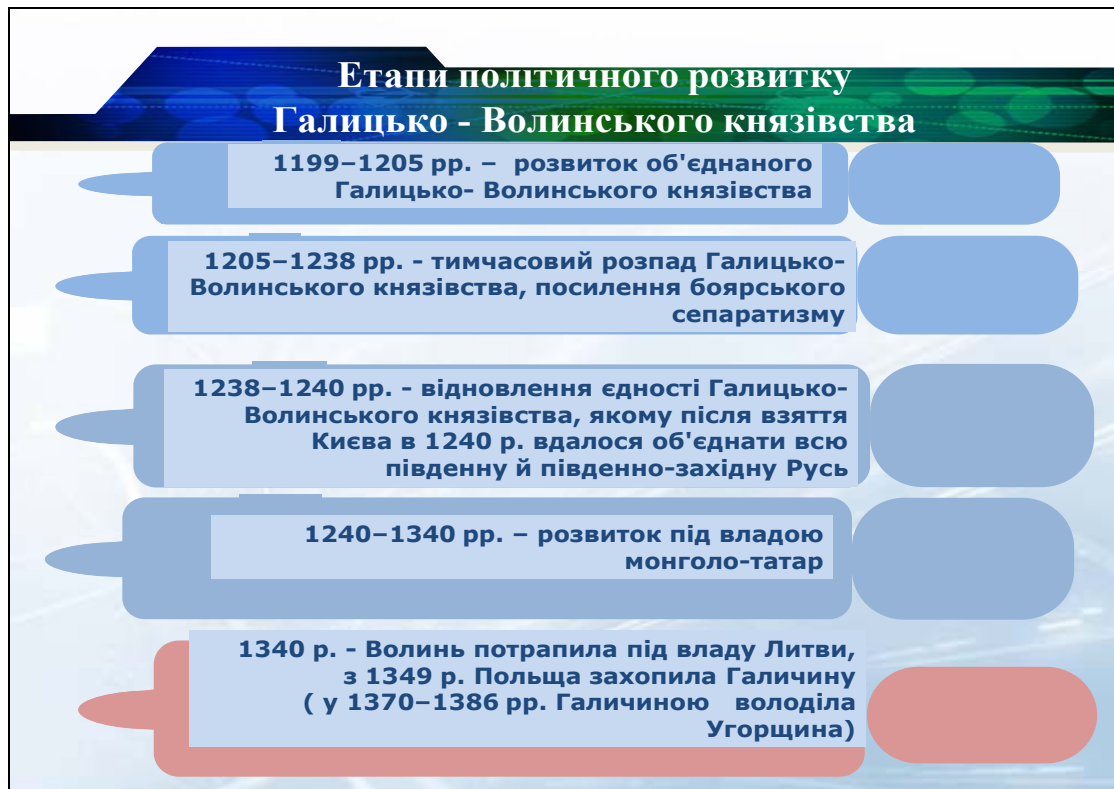 Етапи політичного розвитку
Галицько - Волинського князівства
1199–1205 рр. – розвиток об'єднаного
Галицько- Волинського князівства
1205–1238 рр. - тимчасовий розпад Галицько-
Волинського князівства, посилення боярського
сепаратизму
1238–1240 рр. - відновлення єдності Галицько-
Волинського князівства, якому після взяття
Києва в 1240 р. вдалося об'єднати всю
південну й південно-західну Русь
1240–1340 рр. – розвиток під владою
монголо-татар
1340 р. - Волинь потрапила під владу Литви,
з 1349 р. Польща захопила Галичину
( у 1370–1386 рр. Галичиною володіла
Угорщина)